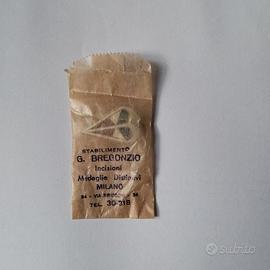 STABILIMENTO
G. BREGONZIO
Incisioni
Medaglie Distintivi
MILANO
TEL. 30-218
subito